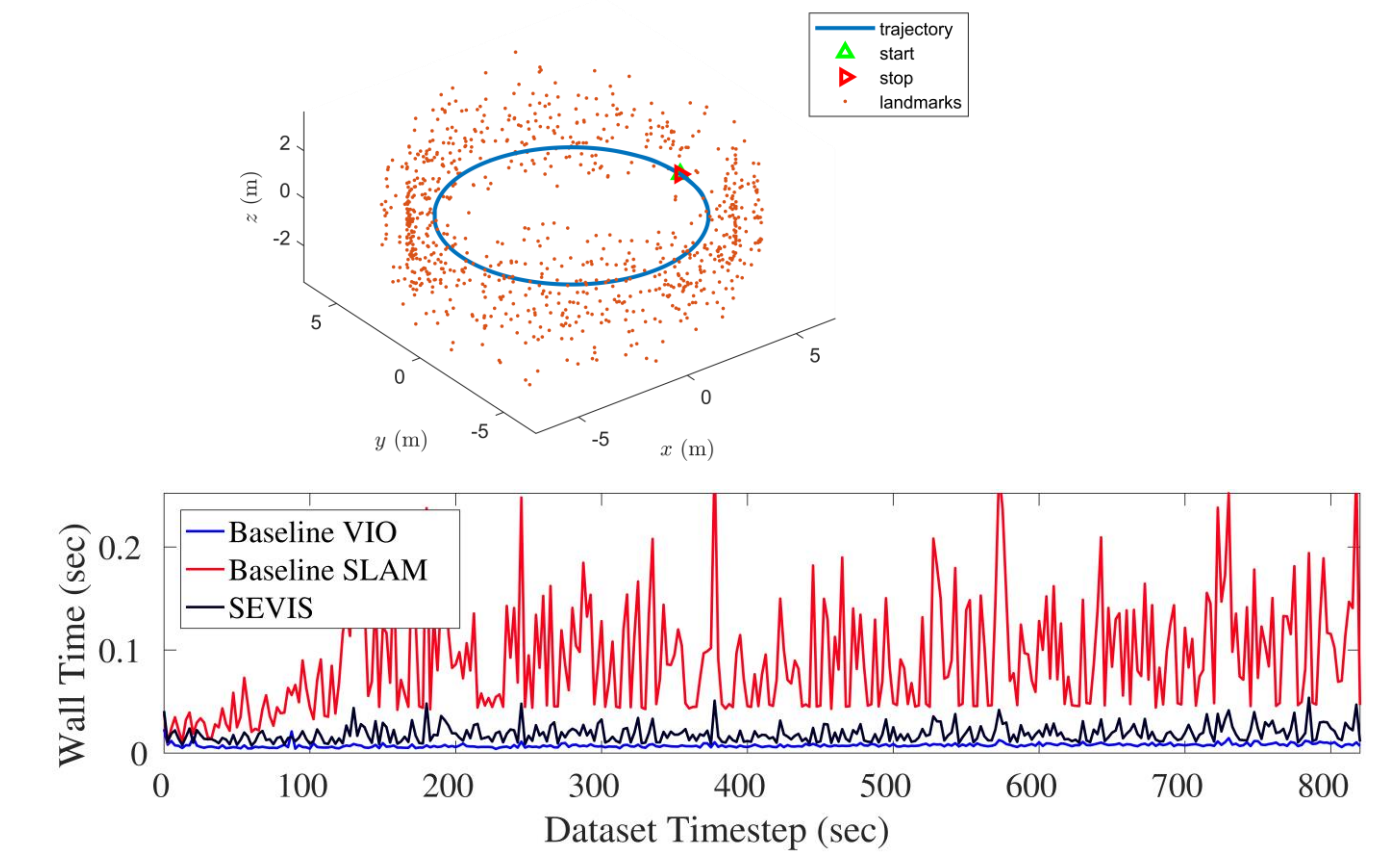 trajectory
start
stop
landmarks
2
0
-2
z (m)
5
0
-5
y (m)
5
0
-5
x (m)
Baseline VIO
Baseline SLAM
SEVIS
0.2
0.1
0
Wall Time (sec)
0 100 200 300 400 500 600 700 800
Dataset Timestep (sec)